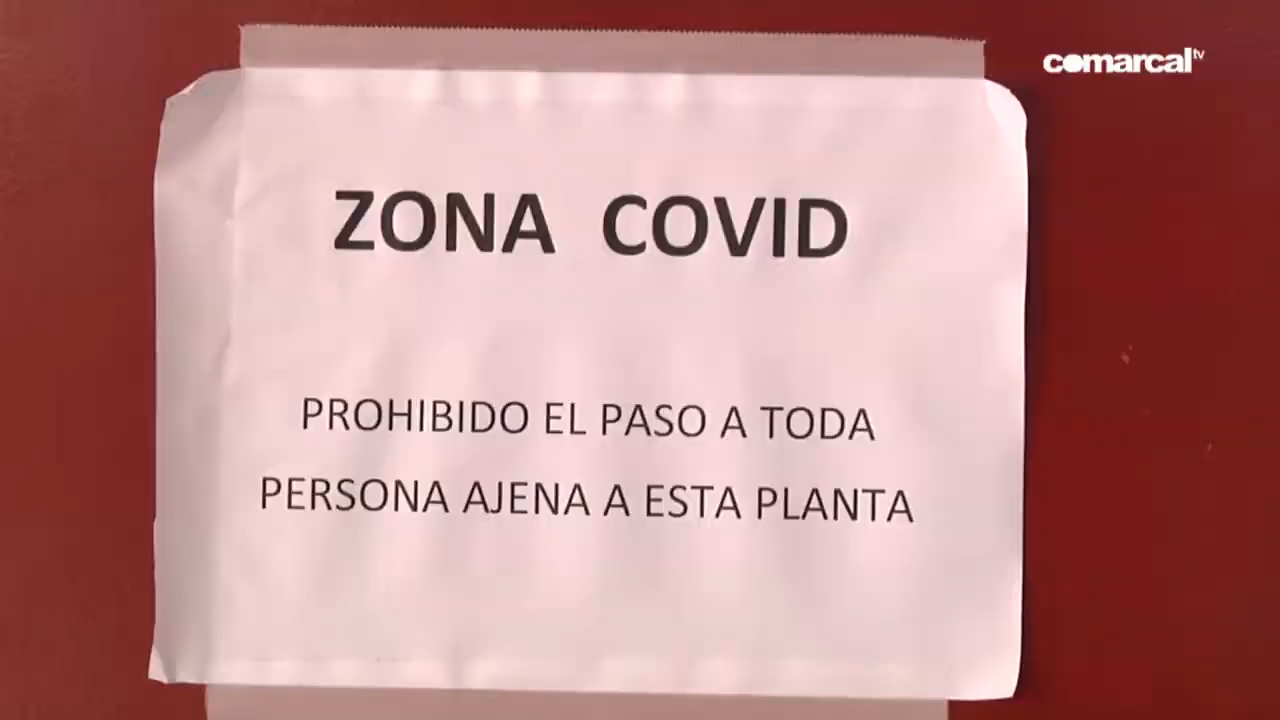 comarcal tv
ZONA COVID
PROHIBIDO EL PASO A TODA
PERSONA AJENA A ESTA PLANTA